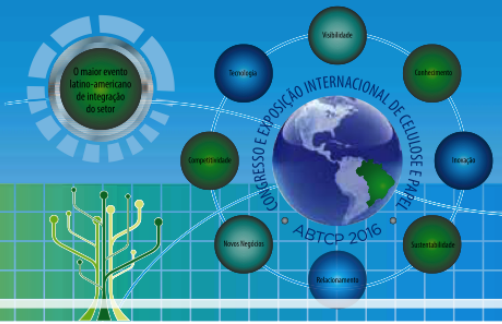 O maior evento
latino-americano
de integração
do setor
Visibilidade
Tecnologia
Conhecimento
Competitividade
Inovação
Novos Negócios
Sustentabilidade
Relacionamento
CONGRESSO E EXPOSIÇÃO INTERNACIONAL DE CELULOSE E PAPEL
ABTCP 2016